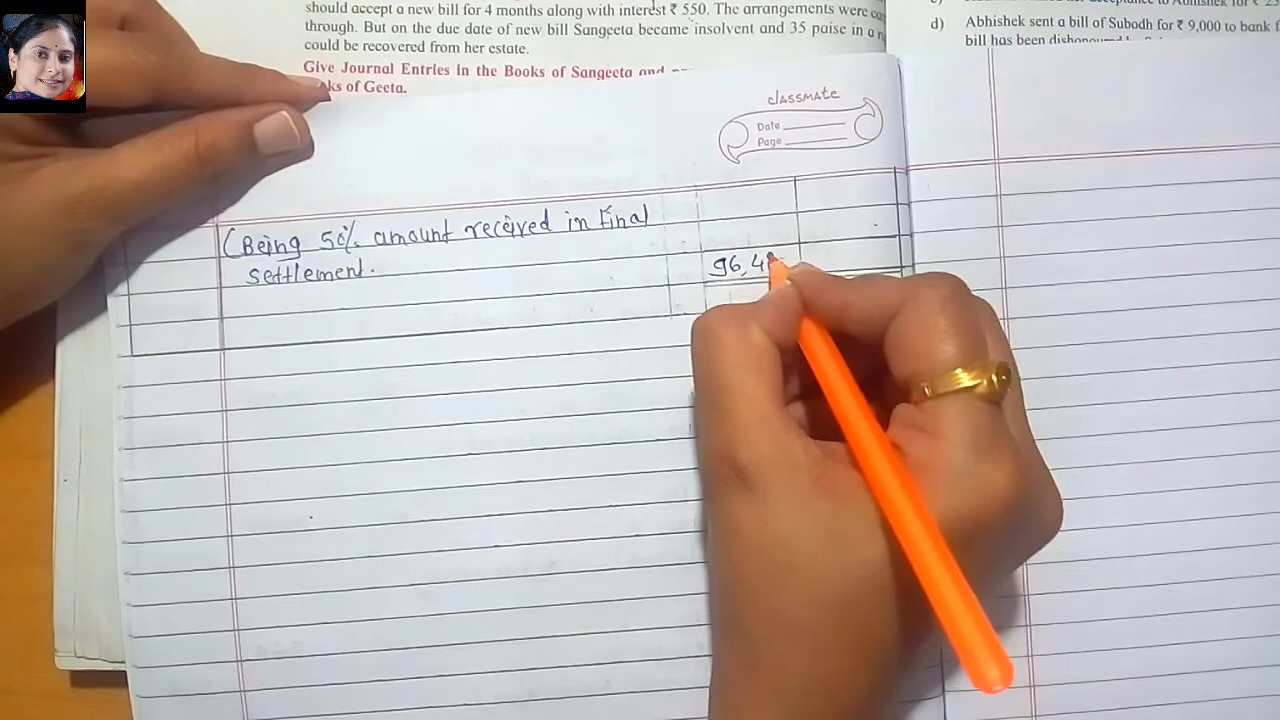 should accept a new bill for 4 months along with interest ₹ 550. The arrangements were
through. But on the due date of new bill Sangeeta became insolvent and 35 paise in a
could be recovered from her estate.
Give Journal Entries in the Books of Sangeeta and
of Geeta.
d) Abhishek sent a bill of Subodh for ₹ 9,000 to bank
bill has been
classmate
Date
Page
(Being 50% amount received in Final
settlement.
96,4